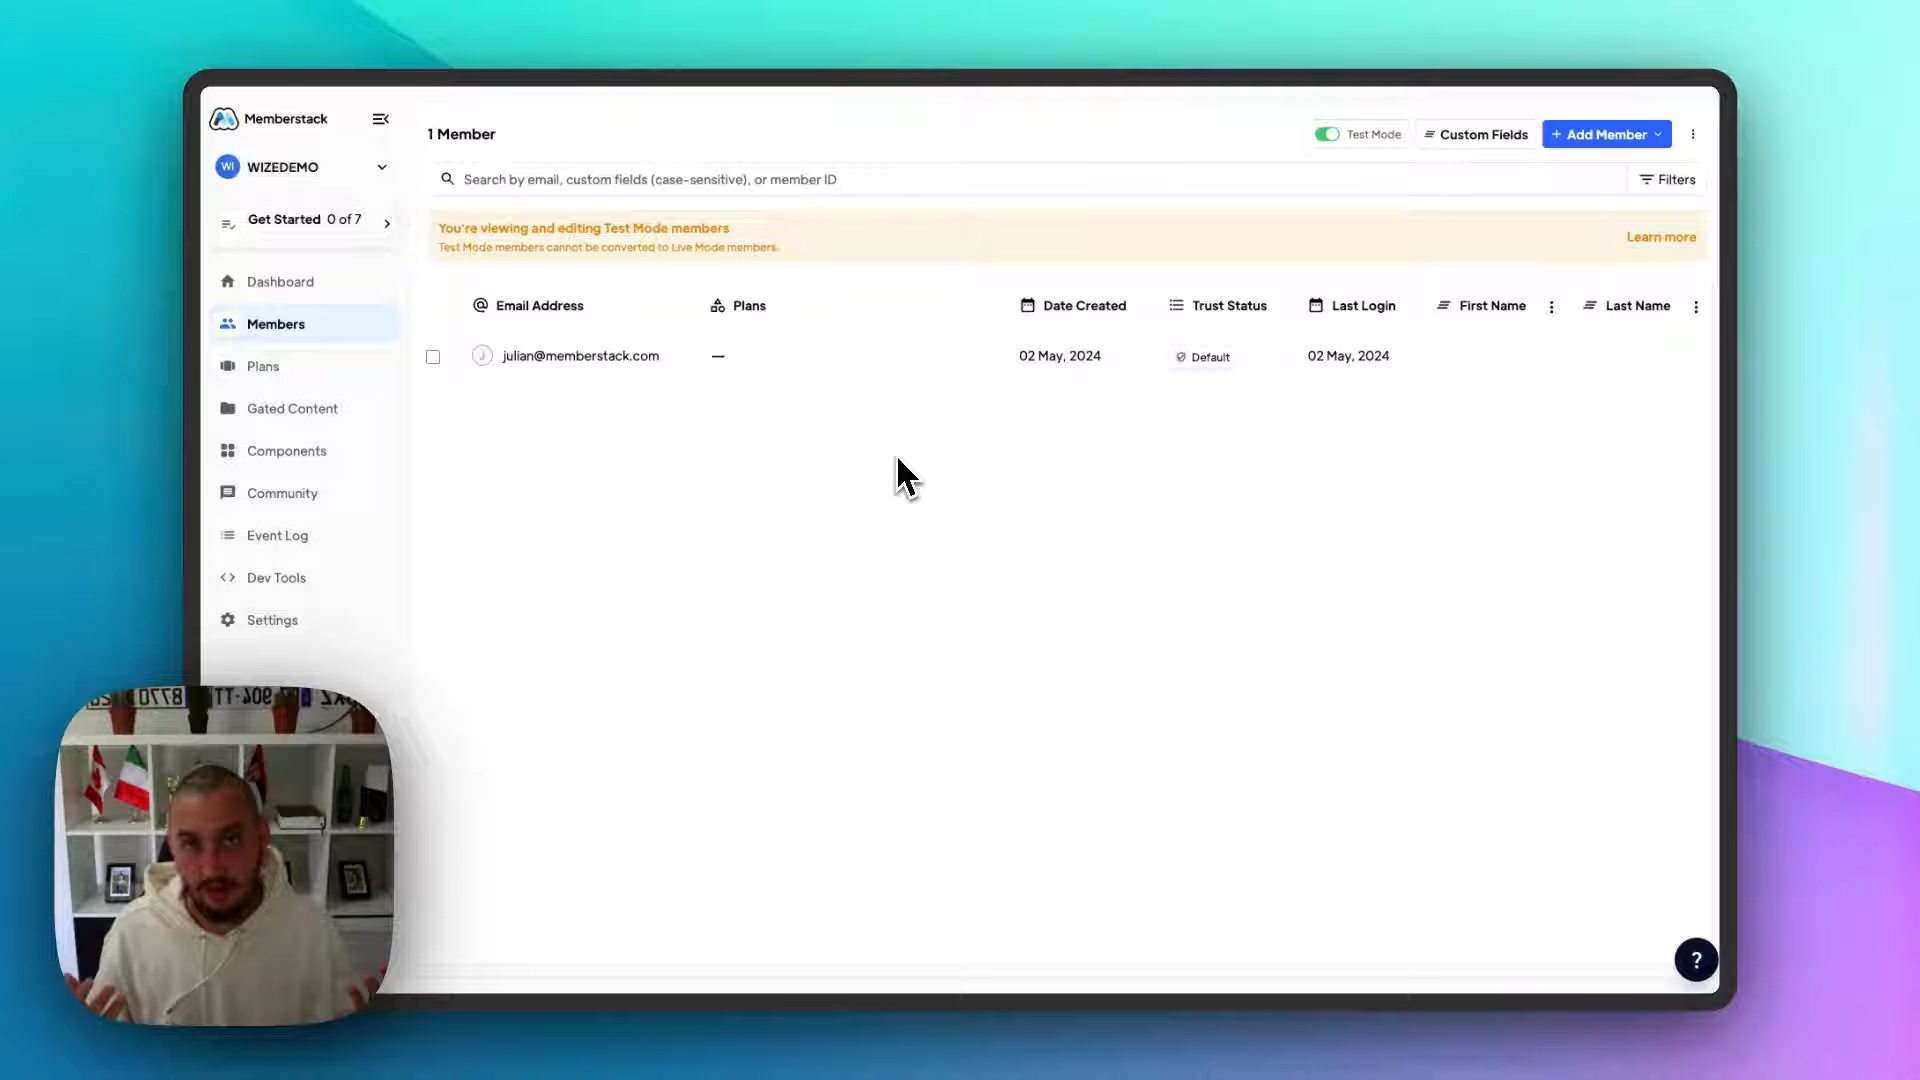 Memberstack
WI WIZEDEMO
Get Started 0 of 7
Dashboard
Members
Plans
Gated Content
Components
Community
Event Log
Dev Tools
Settings
1 Member
Test Mode
Custom Fields
+ Add Member
Search by email, custom fields (case-sensitive), or member ID
Filters
You're viewing and editing Test Mode members
Test Mode members cannot be converted to Live Mode members.
Learn more
Email Address Plans Date Created Trust Status Last Login First Name Last Name
J julian@memberstack.com — 02 May, 2024 Default 02 May, 2024
?